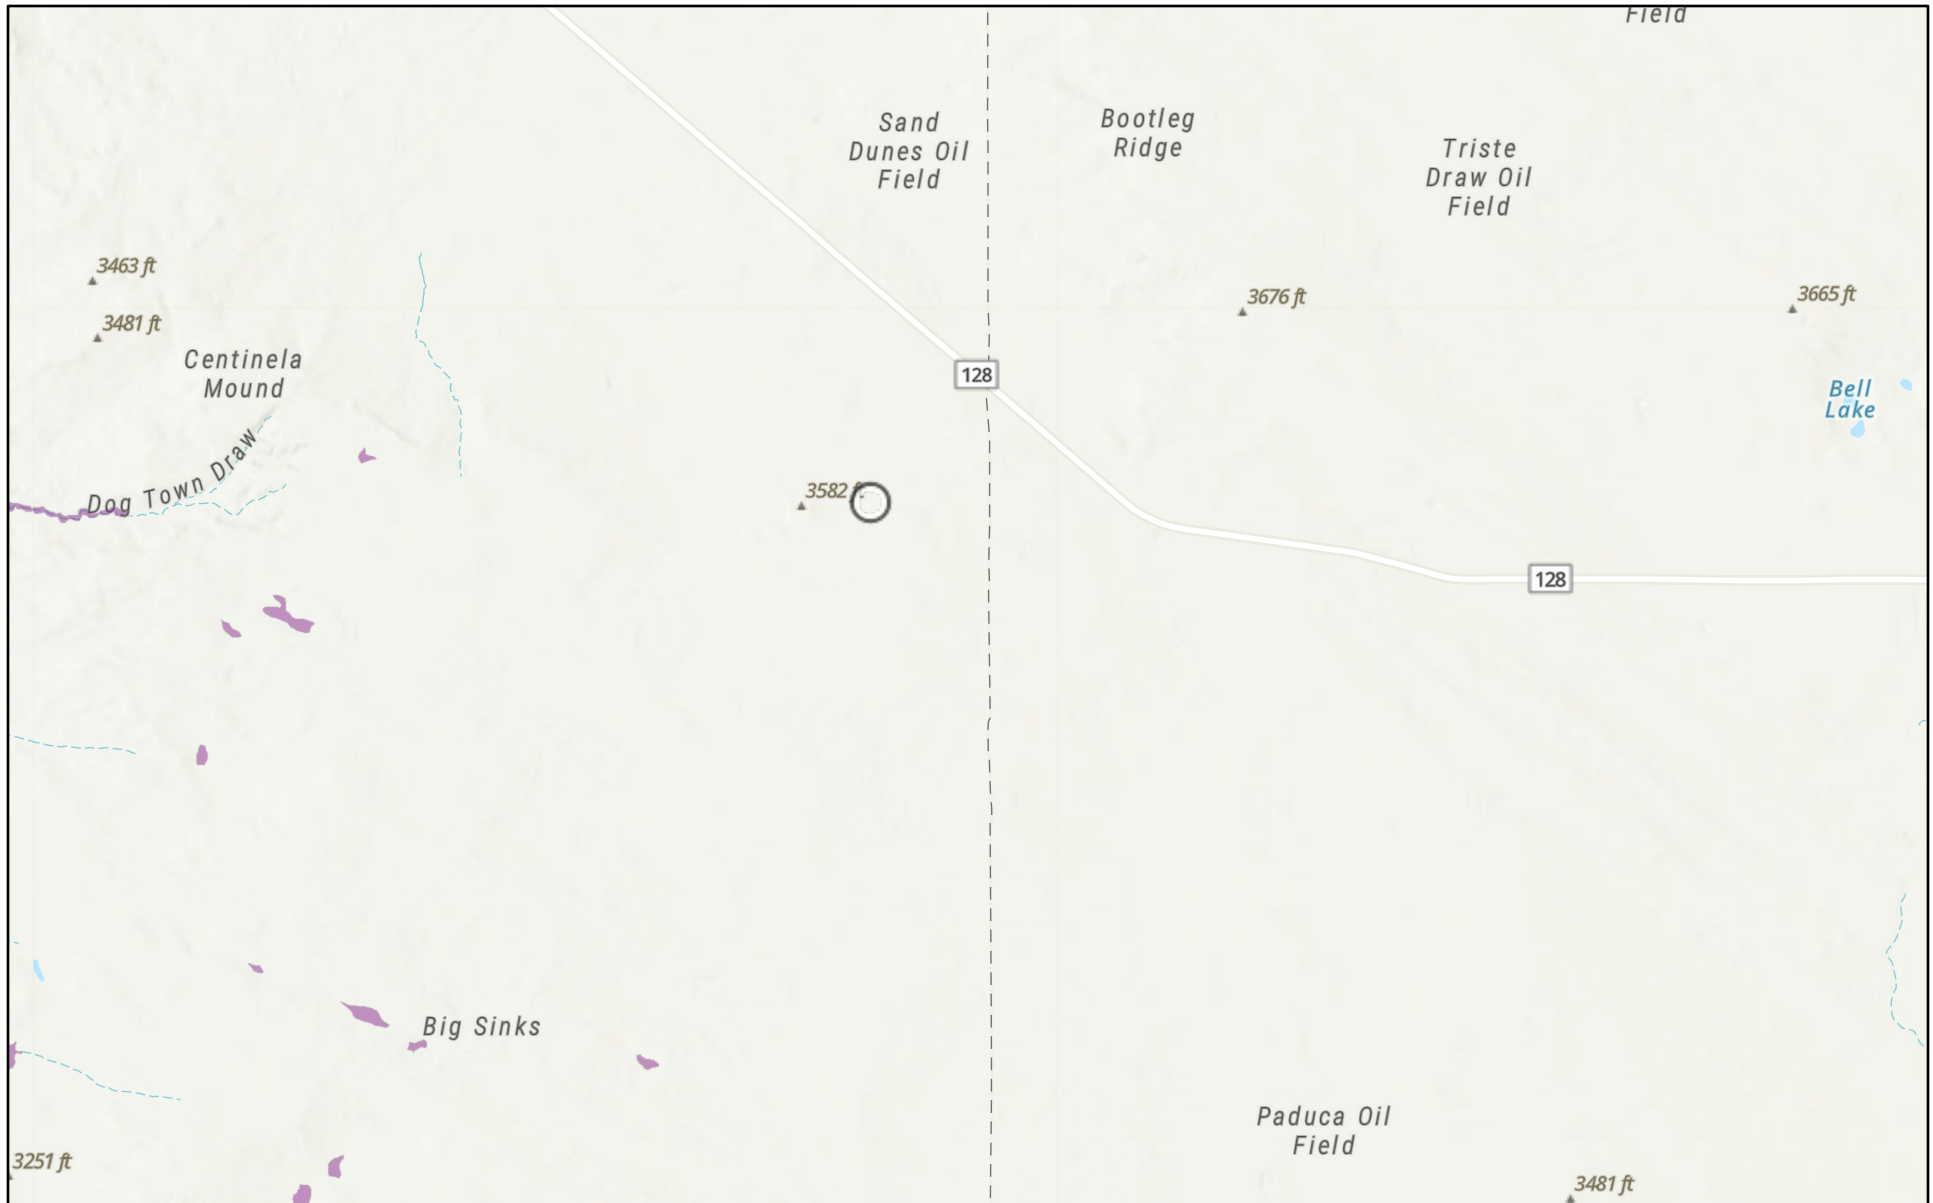 Field
Sand
Dunes Oil
Field
Bootleg
Ridge
Triste
Draw Oil
Field
3463 ft
3481 ft
Centinela
Mound
3676 ft
3665 ft
128
Bell
Lake
Dog Town Draw
3582 ft
128
Big Sinks
Paduca Oil
Field
3251 ft
3481 ft